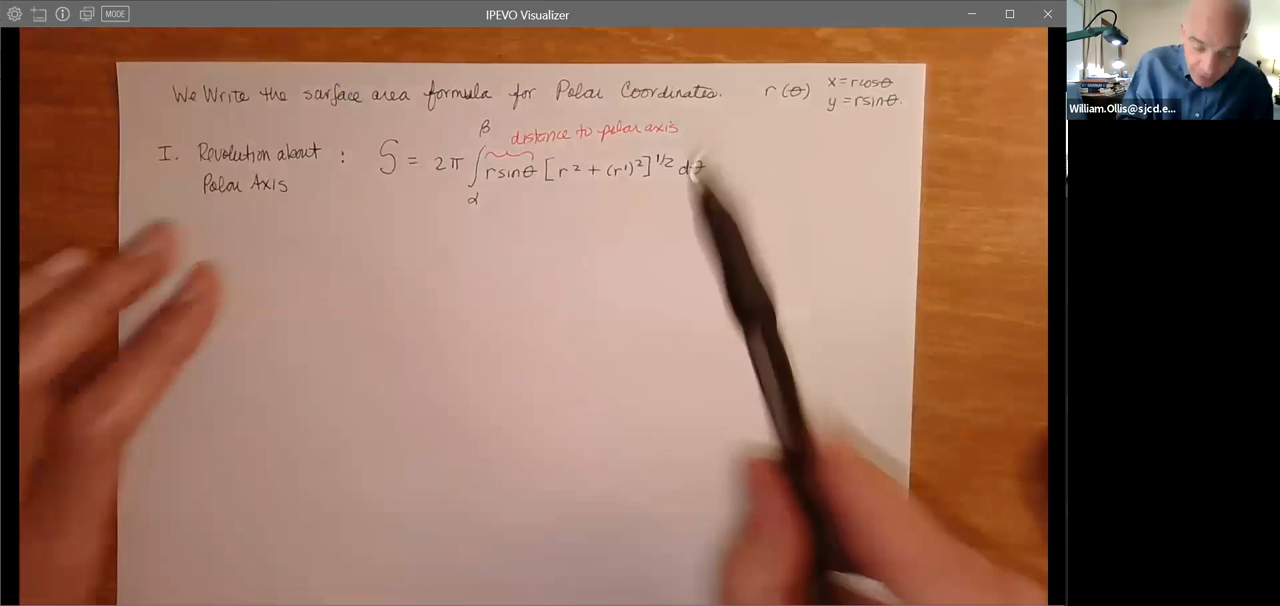 IPEVO Visualizer
MODE
We Write the surface area formula for Polar Coordinates. r(θ) x = rcosθ
y = rsinθ.
distance to polar axis
I. Revolution about : S = 2π ∫ β α rsinθ [r² + (r')²]^1/2 dθ
Polar Axis
William.Ollis@sjcd.e...